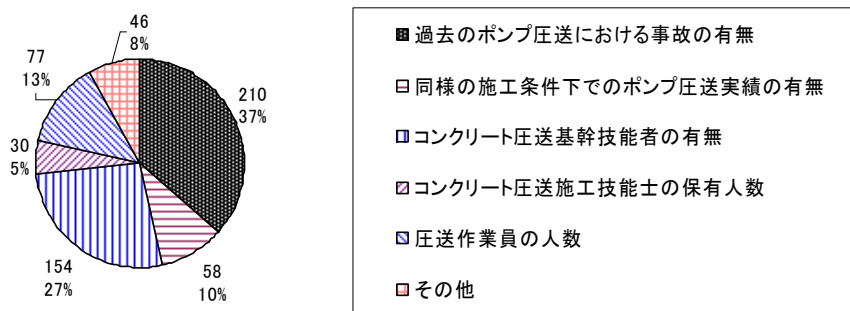 46
8%
77
13%
210
37%
30
5%
154
27%
58
10%
過去のポンプ圧送における事故の有無
同様の施工条件下でのポンプ圧送実績の有無
コンクリート圧送基幹技能者の有無
コンクリート圧送施工技能士の保有人数
圧送作業員の人数
その他